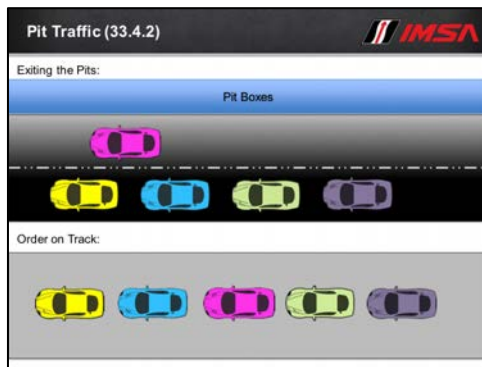 Pit Traffic (33.4.2)
IMSA
Exiting the Pits:
Pit Boxes
Order on Track: